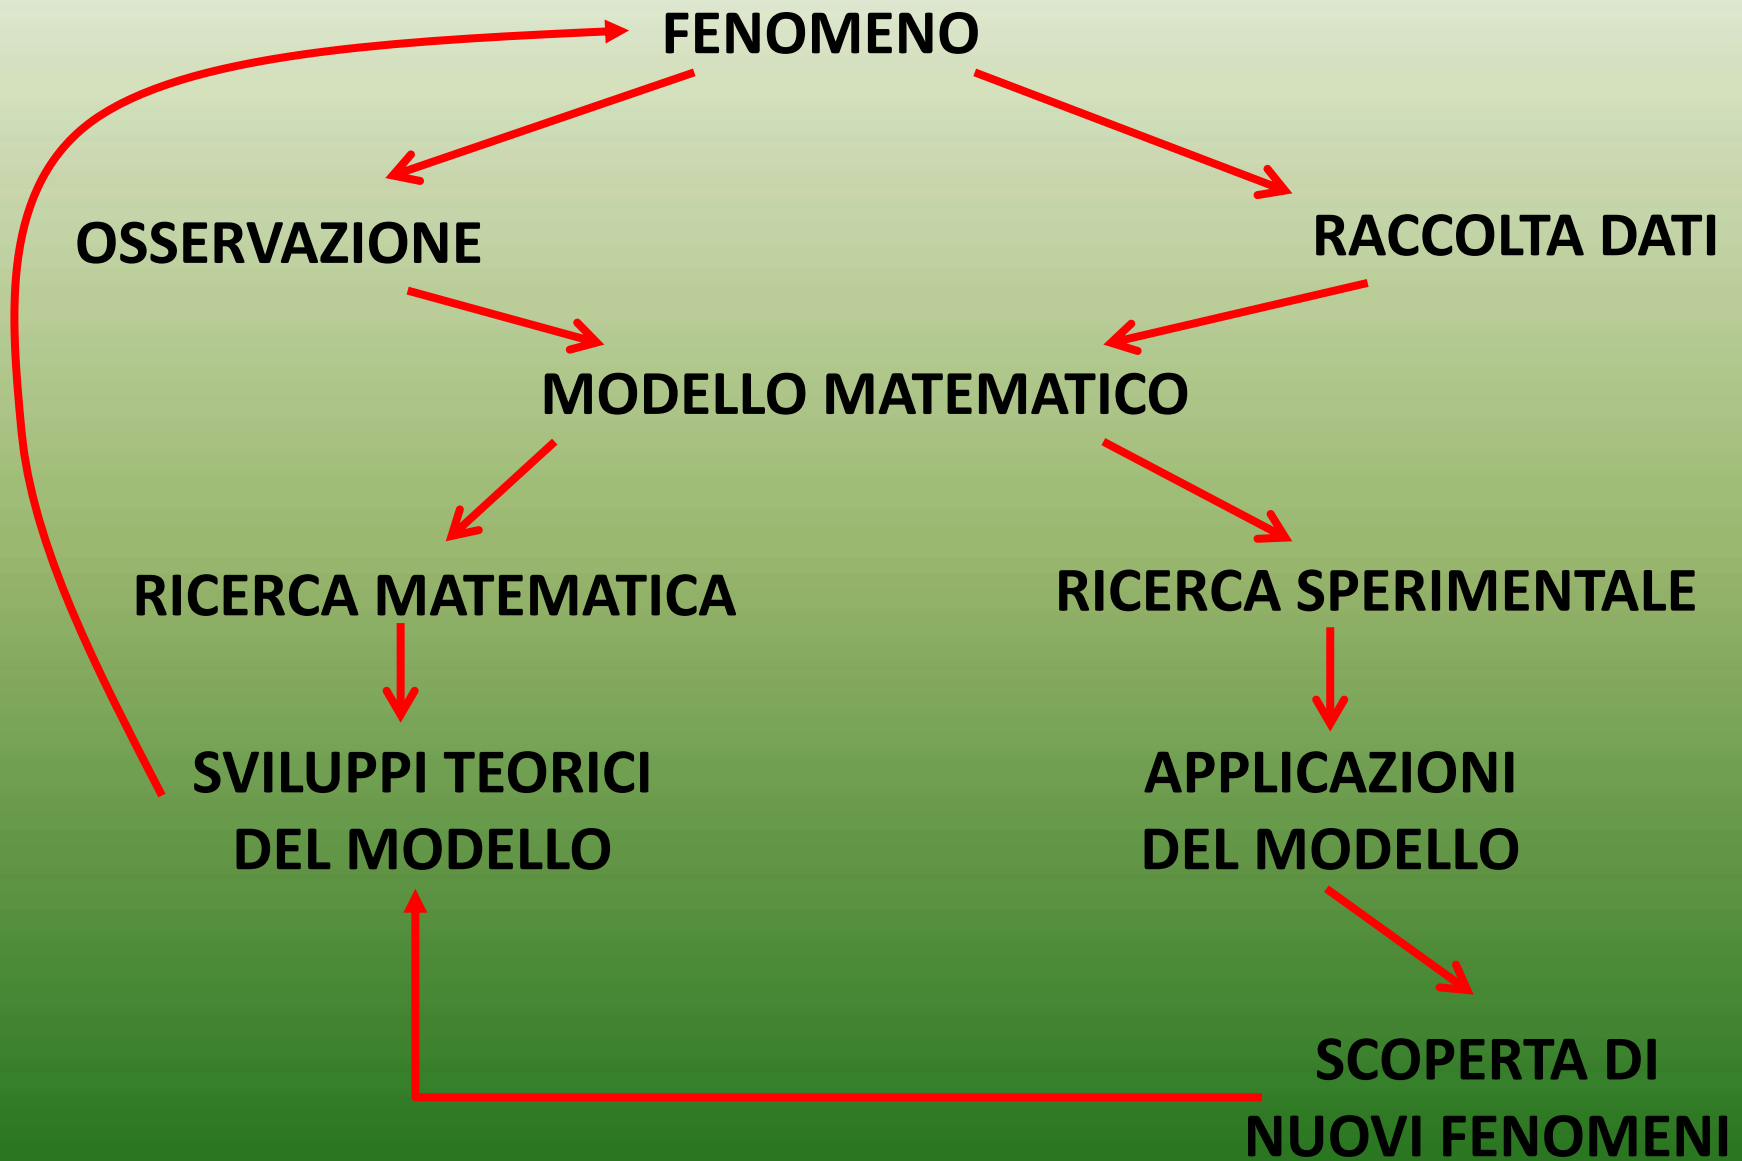 FENOMENO
OSSERVAZIONE
RACCOLTA DATI
MODELLO MATEMATICO
RICERCA MATEMATICA
RICERCA SPERIMENTALE
SVILUPPI TEORICI
DEL MODELLO
APPLICAZIONI
DEL MODELLO
SCOPERTA DI
NUOVI FENOMENI